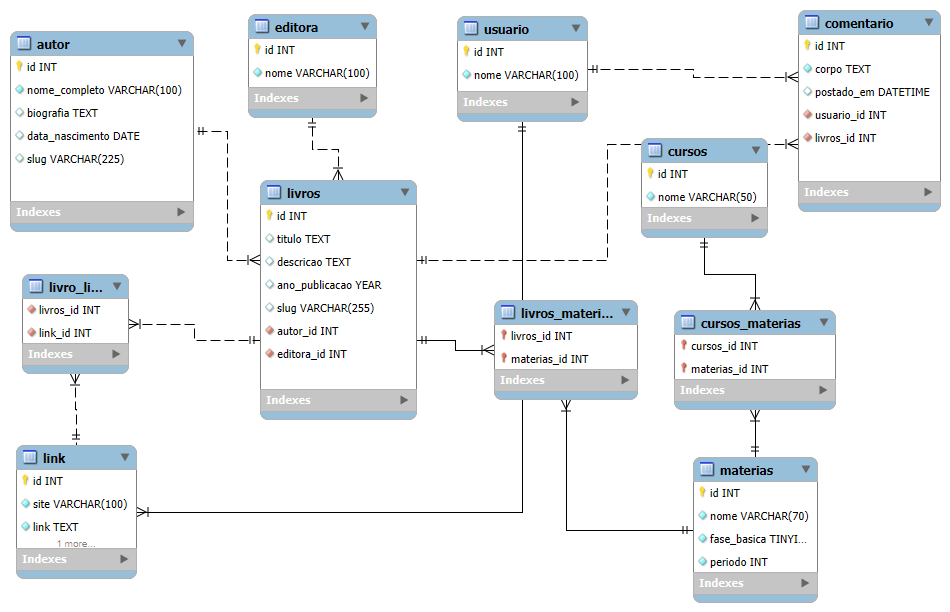 autor
id INT
nome_completo VARCHAR(100)
biografia TEXT
data_nascimento DATE
slug VARCHAR(225)
Indexes
editora
id INT
nome VARCHAR(100)
Indexes
usuario
id INT
nome VARCHAR(100)
Indexes
comentario
id INT
corpo TEXT
postado_em DATETIME
usuario_id INT
livros_id INT
Indexes
cursos
id INT
nome VARCHAR(50)
Indexes
livros
id INT
titulo TEXT
descricao TEXT
ano_publicacao YEAR
slug VARCHAR(255)
autor_id INT
editora_id INT
Indexes
livro_li...
livros_id INT
link_id INT
Indexes
livros_materi...
livros_id INT
materias_id INT
Indexes
cursos_materias
cursos_id INT
materias_id INT
Indexes
link
id INT
site VARCHAR(100)
link TEXT
1 more...
Indexes
materias
id INT
nome VARCHAR(70)
fase_basica TINYI...
periodo INT
Indexes